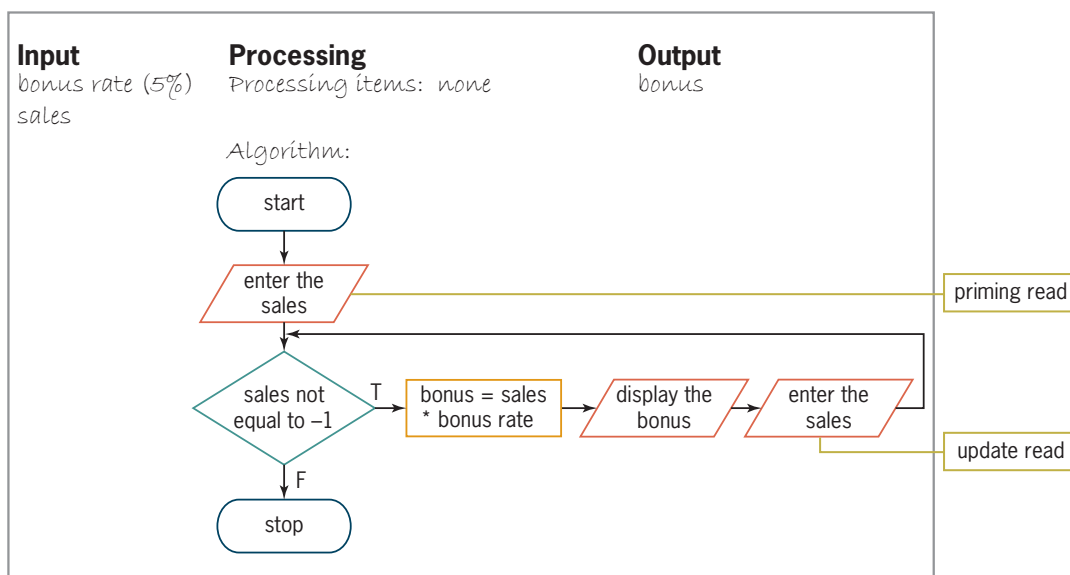 Input
bonus rate (5%)
sales
Processing
Processing items: none
Output
bonus
Algorithm:
start
enter the
sales
priming read
sales not
equal to –1
T
bonus = sales
* bonus rate
display the
bonus
enter the
sales
update read
F
stop